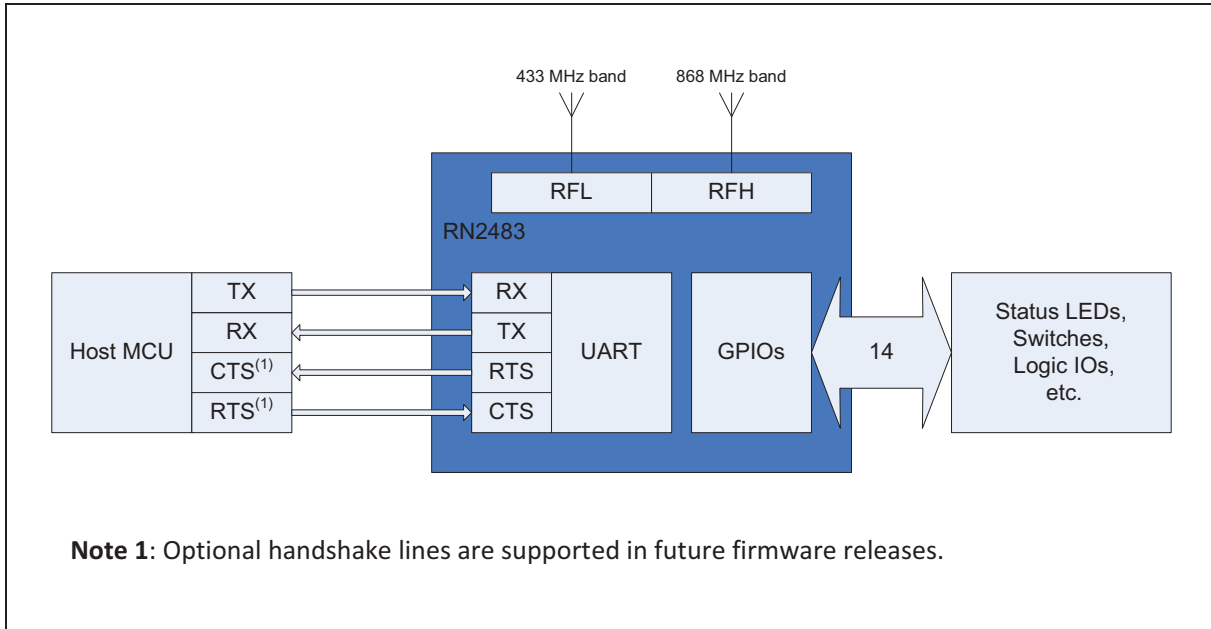 433 MHz band
868 MHz band
RFL
RFH
RN2483
Host MCU
TX
RX
CTS(1)
RTS(1)
RX
TX
RTS
CTS
UART
GPIOs
14
Status LEDs,
Switches,
Logic IOs,
etc.
Note 1: Optional handshake lines are supported in future firmware releases.